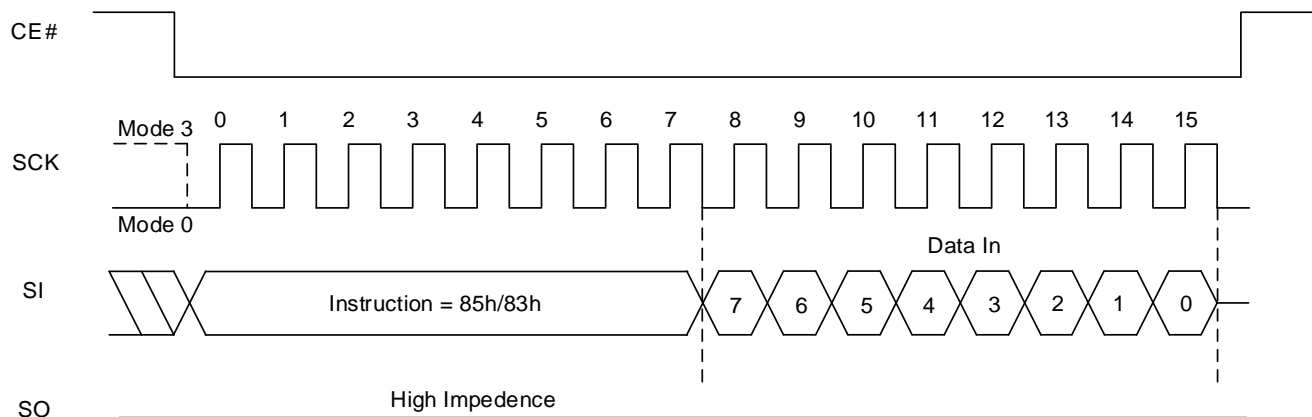 CE#
Mode 3
0 1 2 3 4 5 6 7 8 9 10 11 12 13 14 15
SCK
Mode 0
Data In
SI
Instruction = 85h/83h
7 6 5 4 3 2 1 0
High Impedence
SO